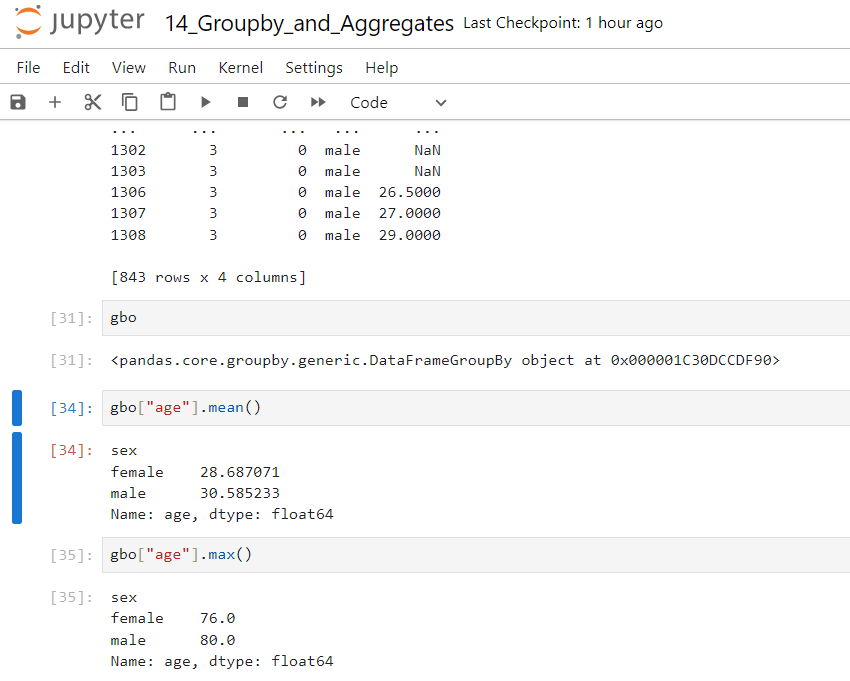 jupyter 14_Groupby_and_Aggregates Last Checkpoint: 1 hour ago
File Edit View Run Kernel Settings Help
Code
... ... ... ... ...
1302 3 0 male NaN
1303 3 0 male NaN
1306 3 0 male 26.5000
1307 3 0 male 27.0000
1308 3 0 male 29.0000
[843 rows x 4 columns]
[31]: gbo
[31]: <pandas.core.groupby.generic.DataFrameGroupBy object at 0x000001C30DCCDF90>
[34]: gbo["age"].mean()
[34]: sex
female 28.687071
male 30.585233
Name: age, dtype: float64
[35]: gbo["age"].max()
[35]: sex
female 76.0
male 80.0
Name: age, dtype: float64